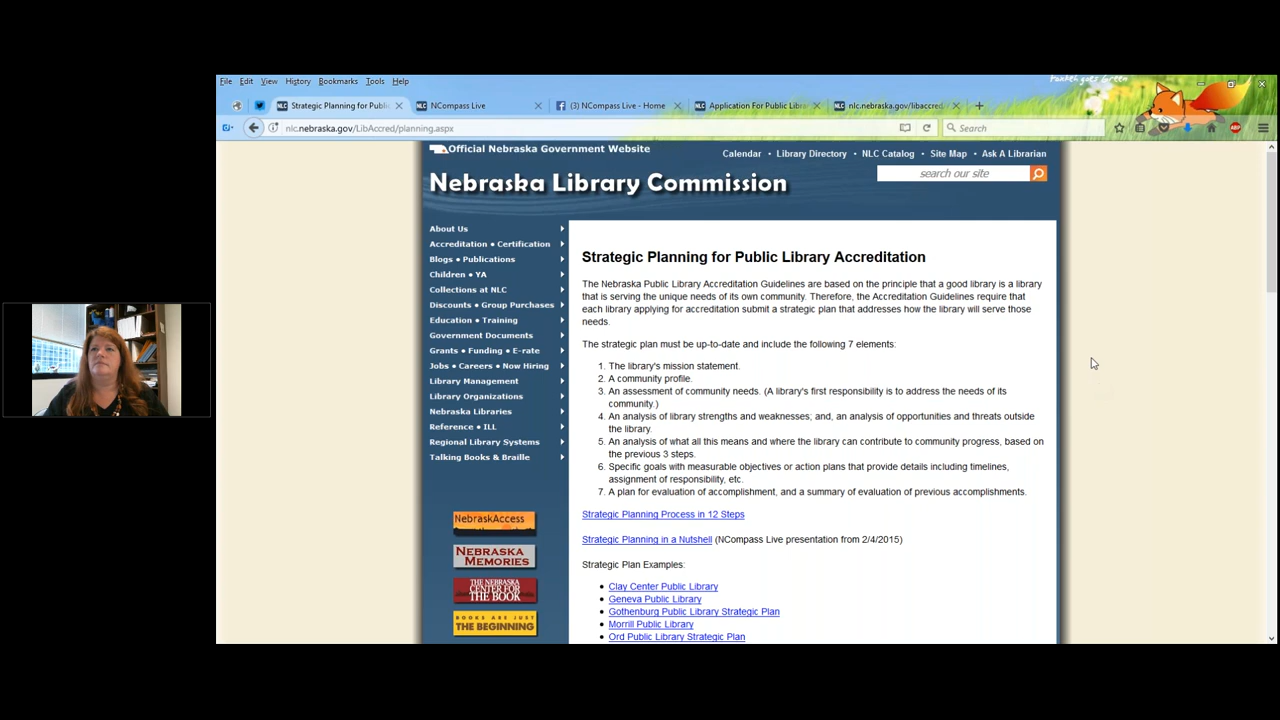 Foxkeh goes Green
File Edit View History Bookmarks Tools Help
Strategic Planning for Public
NCompass Live
(3) NCompass Live - Home
Application For Public Libra
nlc.nebraska.gov/libaccred
nlc.nebraska.gov/LibAccred/planning.aspx
Search
ABP
Official Nebraska Government Website
Calendar • Library Directory • NLC Catalog • Site Map • Ask A Librarian
Nebraska Library Commission
search our site
About Us
Accreditation • Certification
Blogs • Publications
Children • YA
Collections at NLC
Discounts • Group Purchases
Education • Training
Government Documents
Grants • Funding • E-rate
Jobs • Careers • Now Hiring
Library Management
Library Organizations
Nebraska Libraries
Reference • ILL
Regional Library Systems
Talking Books & Braille
NebraskAccess
NEBRASKA
MEMORIES
THE NEBRASKA
CENTER FOR
THE BOOK
BOOKS ARE JUST
THE BEGINNING
Strategic Planning for Public Library Accreditation
The Nebraska Public Library Accreditation Guidelines are based on the principle that a good library is a library
that is serving the unique needs of its own community. Therefore, the Accreditation Guidelines require that
each library applying for accreditation submit a strategic plan that addresses how the library will serve those
needs.
The strategic plan must be up-to-date and include the following 7 elements:
1. The library's mission statement.
2. A community profile.
3. An assessment of community needs. (A library's first responsibility is to address the needs of its
community.)
4. An analysis of library strengths and weaknesses; and, an analysis of opportunities and threats outside
the library.
5. An analysis of what all this means and where the library can contribute to community progress, based on
the previous 3 steps.
6. Specific goals with measurable objectives or action plans that provide details including timelines,
assignment of responsibility, etc.
7. A plan for evaluation of accomplishment, and a summary of evaluation of previous accomplishments.
Strategic Planning Process in 12 Steps
Strategic Planning in a Nutshell (NCompass Live presentation from 2/4/2015)
Strategic Plan Examples:
• Clay Center Public Library
• Geneva Public Library
• Gothenburg Public Library Strategic Plan
• Morrill Public Library
• Ord Public Library Strategic Plan